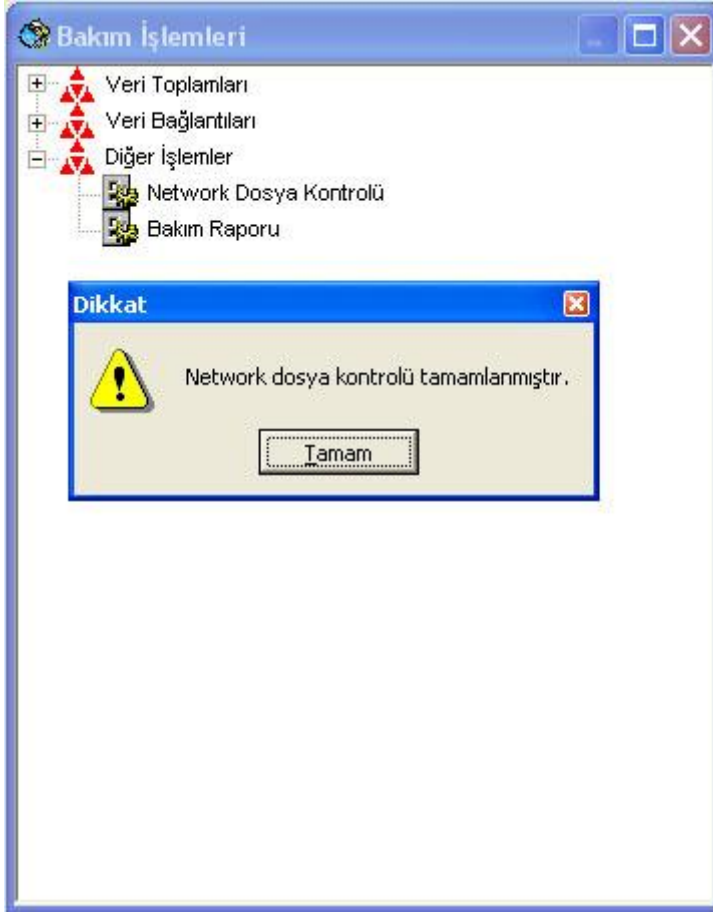 Bakım İşlemleri
Veri Toplamları
Veri Bağlantıları
Diğer İşlemler
Network Dosya Kontrolü
Bakım Raporu
Dikkat
Network dosya kontrolü tamamlanmıştır.
Tamam